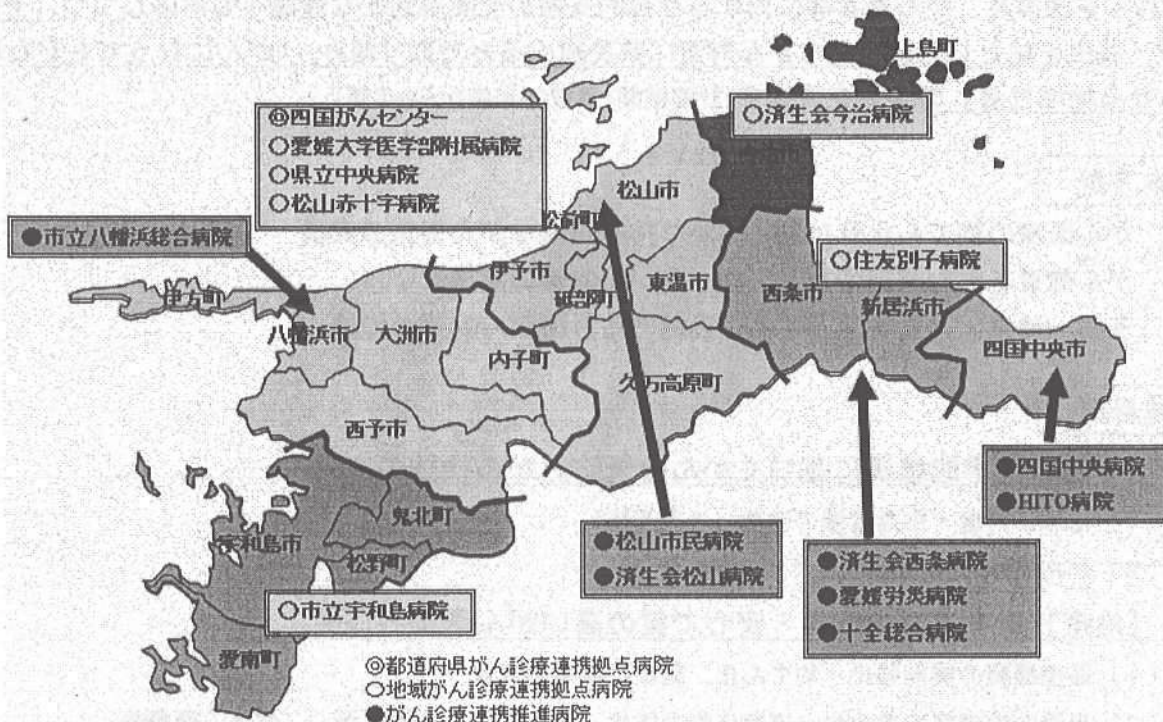 上島町
○済生会今治病院
◎四国がんセンター
○愛媛大学医学部附属病院
○県立中央病院
○松山赤十字病院
松山市
松前町
●市立八幡浜総合病院
伊予市
砥部町
東温市
西条市
○住友別子病院
新居浜市
伊方町
八幡浜市
大洲市
内子町
久万高原町
四国中央市
西予市
●四国中央病院
●HITO病院
鬼北町
宇和島市
松野町
●松山市民病院
●済生会松山病院
●済生会西条病院
●愛媛労災病院
●十全総合病院
○市立宇和島病院
愛南町
◎都道府県がん診療連携拠点病院
○地域がん診療連携拠点病院
●がん診療連携推進病院